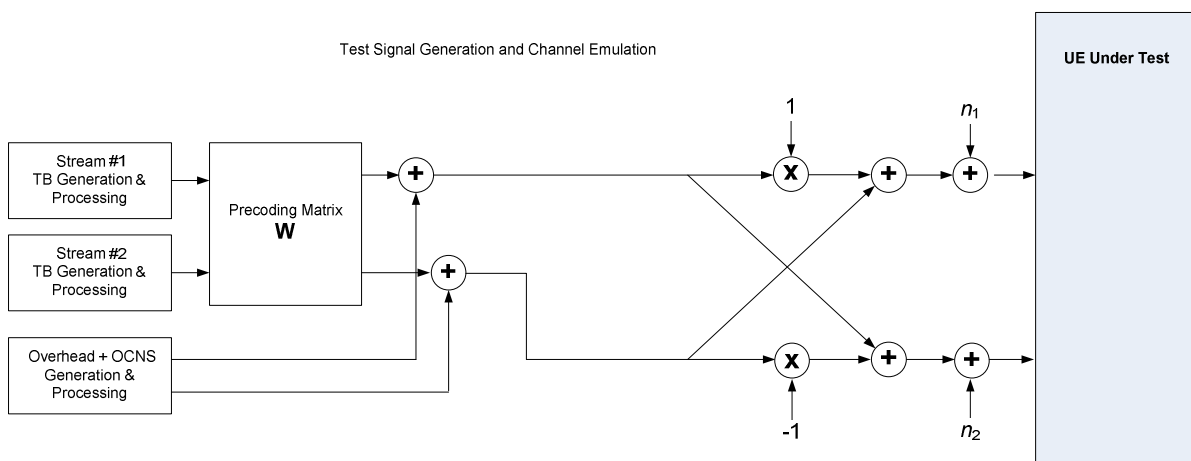 Test Signal Generation and Channel Emulation
UE Under Test
1
n1
Stream #1
TB Generation &
Processing
+
x
+
+
Precoding Matrix
W
Stream #2
TB Generation &
Processing
+
Overhead + OCNS
Generation &
Processing
x
+
+
-1
n2